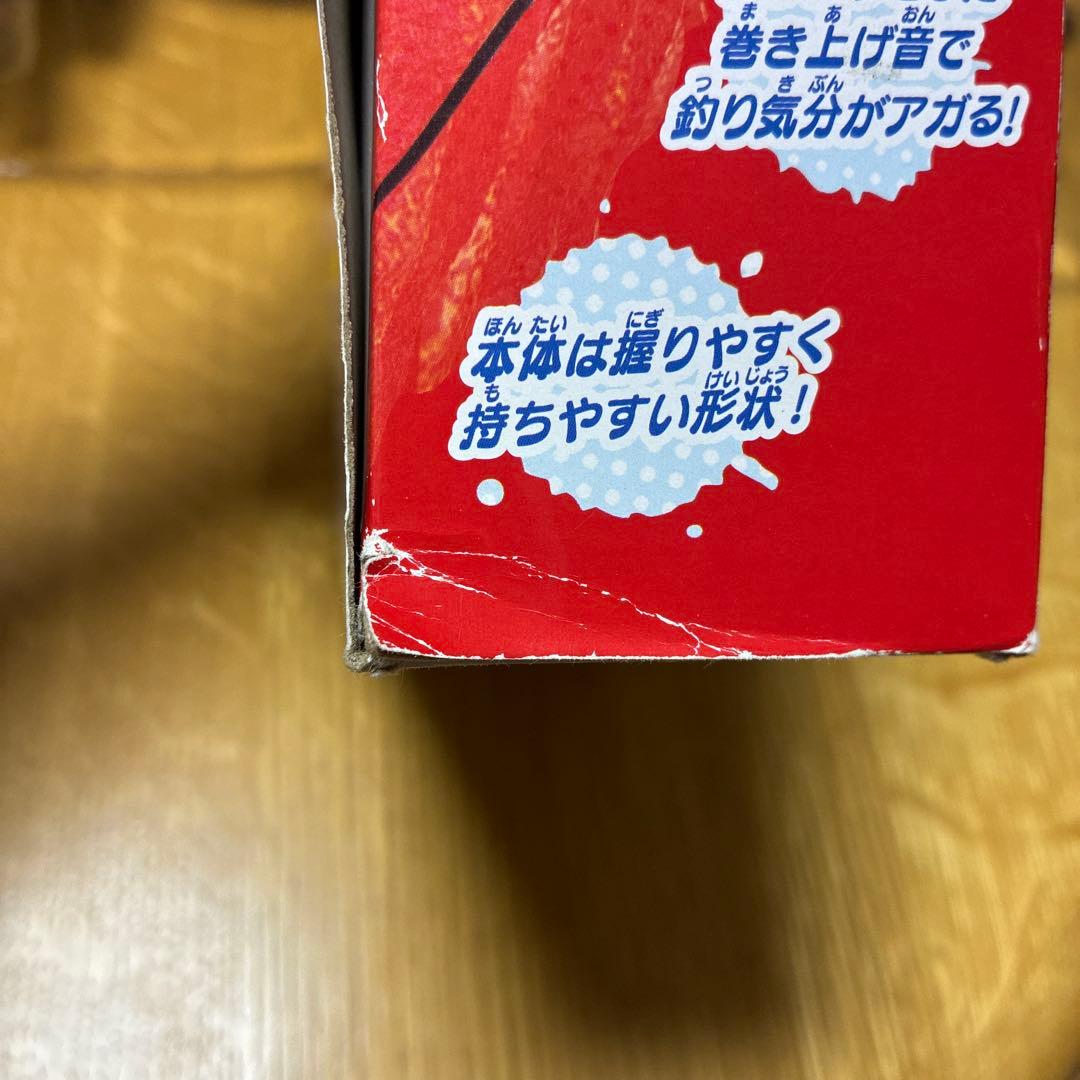 巻き上げ音で
釣り気分がアガる!
本体は握りやすく
持ちやすい形状!